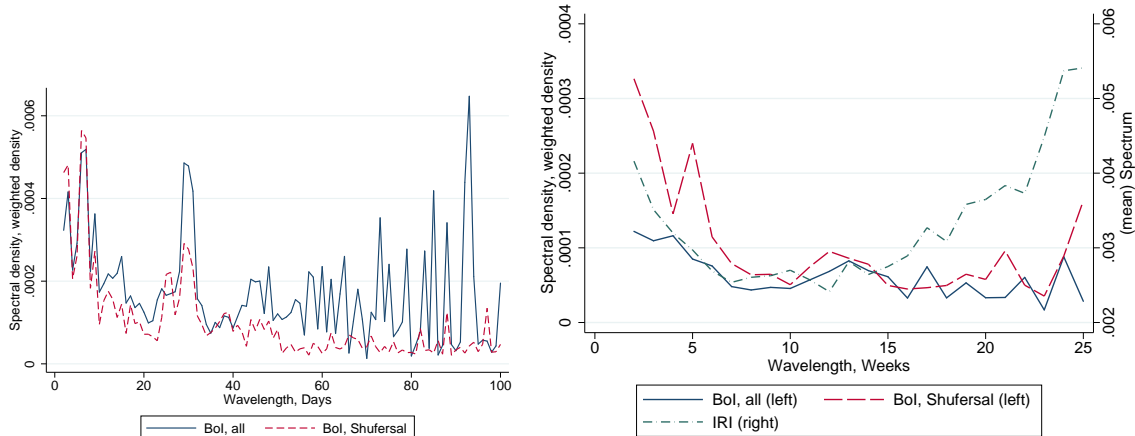 Spectral density, weighted density
.0006
.0004
.0002
0
0
20
40
60
80
100
Wavelength, Days
BoI, all
BoI, Shufersal
Spectral density, weighted density
.0004
.0003
.0002
.0001
0
.006
.005
.004
.003
.002
(mean) Spectrum
0
5
10
15
20
25
Wavelength, Weeks
BoI, all (left)
BoI, Shufersal (left)
IRI (right)